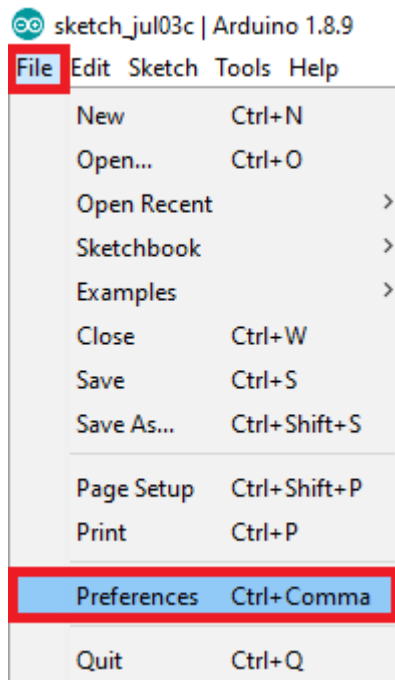 sketch_jul03c | Arduino 1.8.9
File Edit Sketch Tools Help
New Ctrl+N
Open... Ctrl+O
Open Recent
Sketchbook
Examples
Close Ctrl+W
Save Ctrl+S
Save As... Ctrl+Shift+S
Page Setup Ctrl+Shift+P
Print Ctrl+P
Preferences Ctrl+Comma
Quit Ctrl+Q